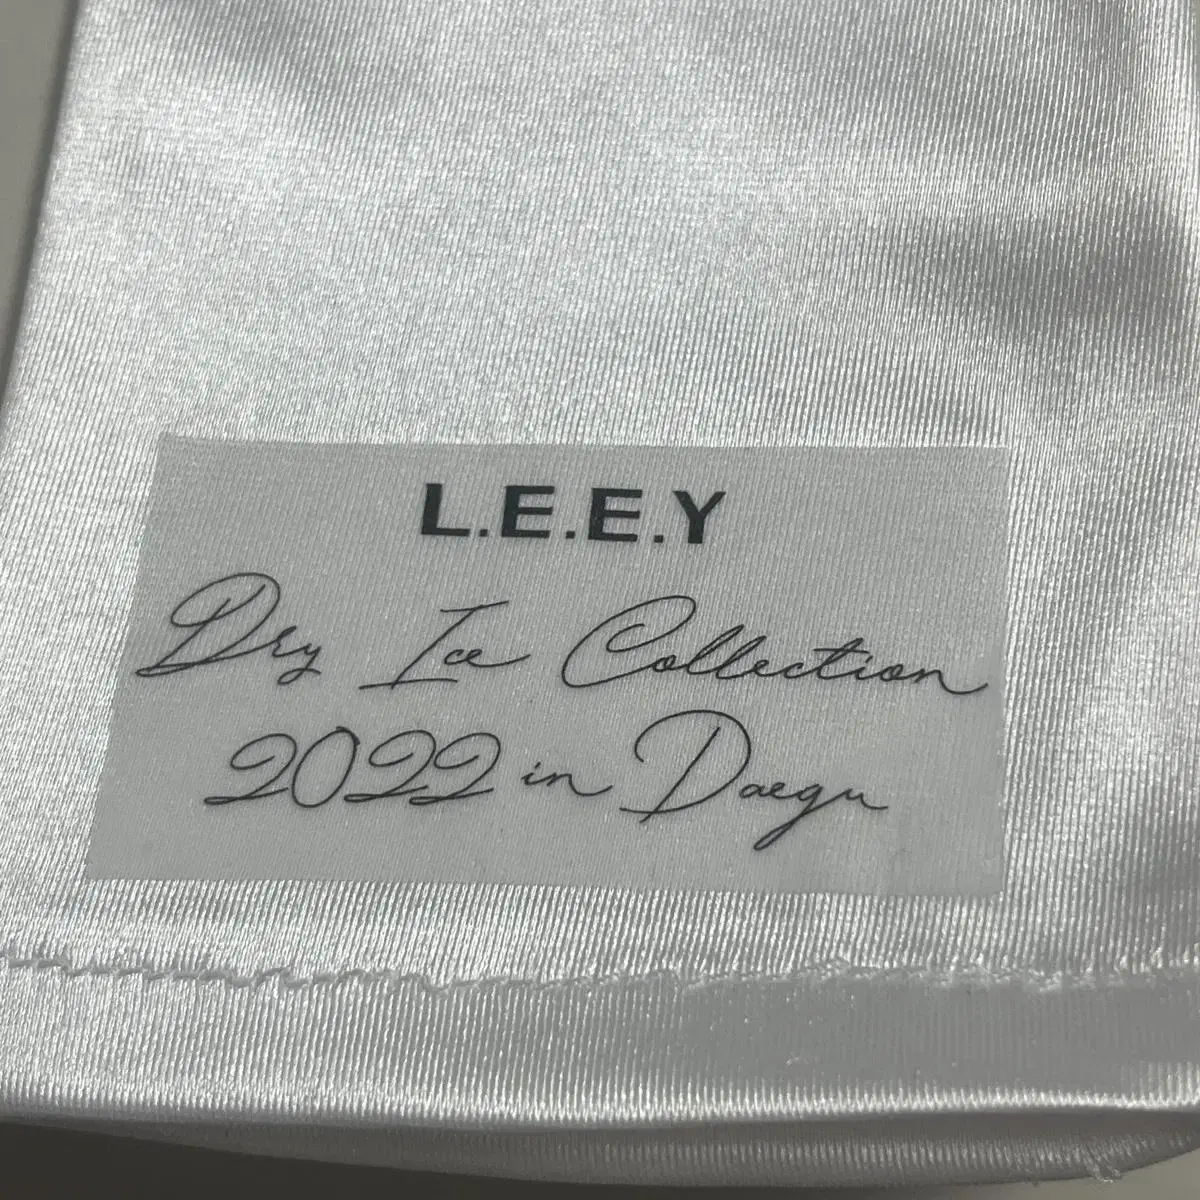 L.E.E.Y
Dry Ice Collection
2022 in Daegu